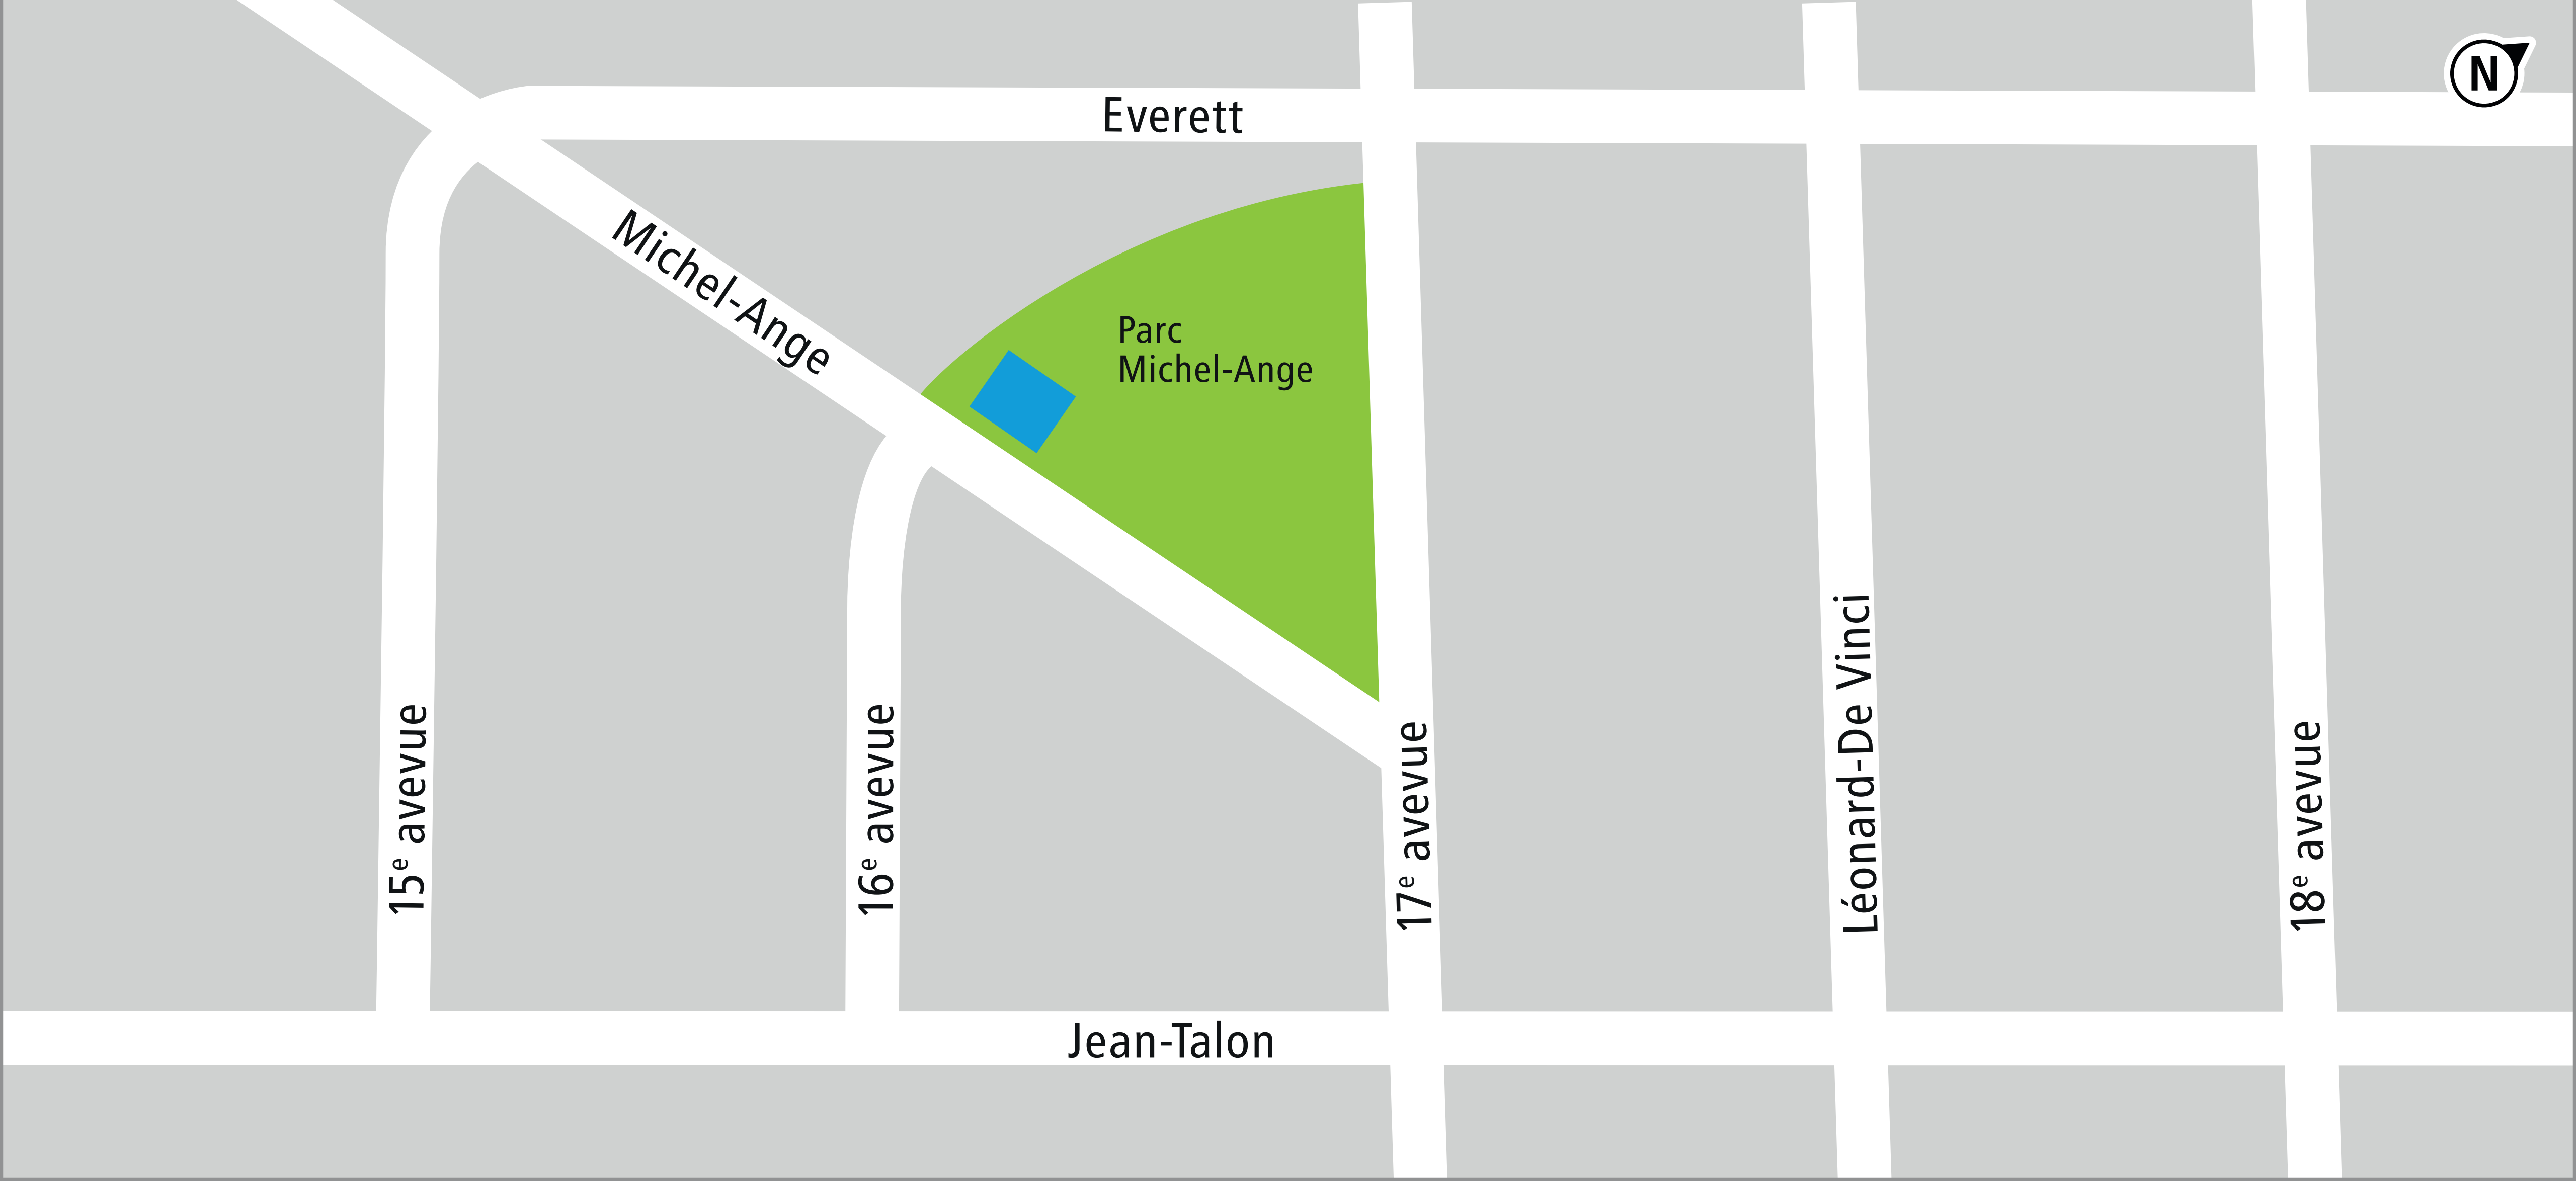 N
Everett
Michel-Ange
Parc
Michel-Ange
15e avevue
16e avevue
17e avevue
Léonard-De Vinci
18e avevue
Jean-Talon